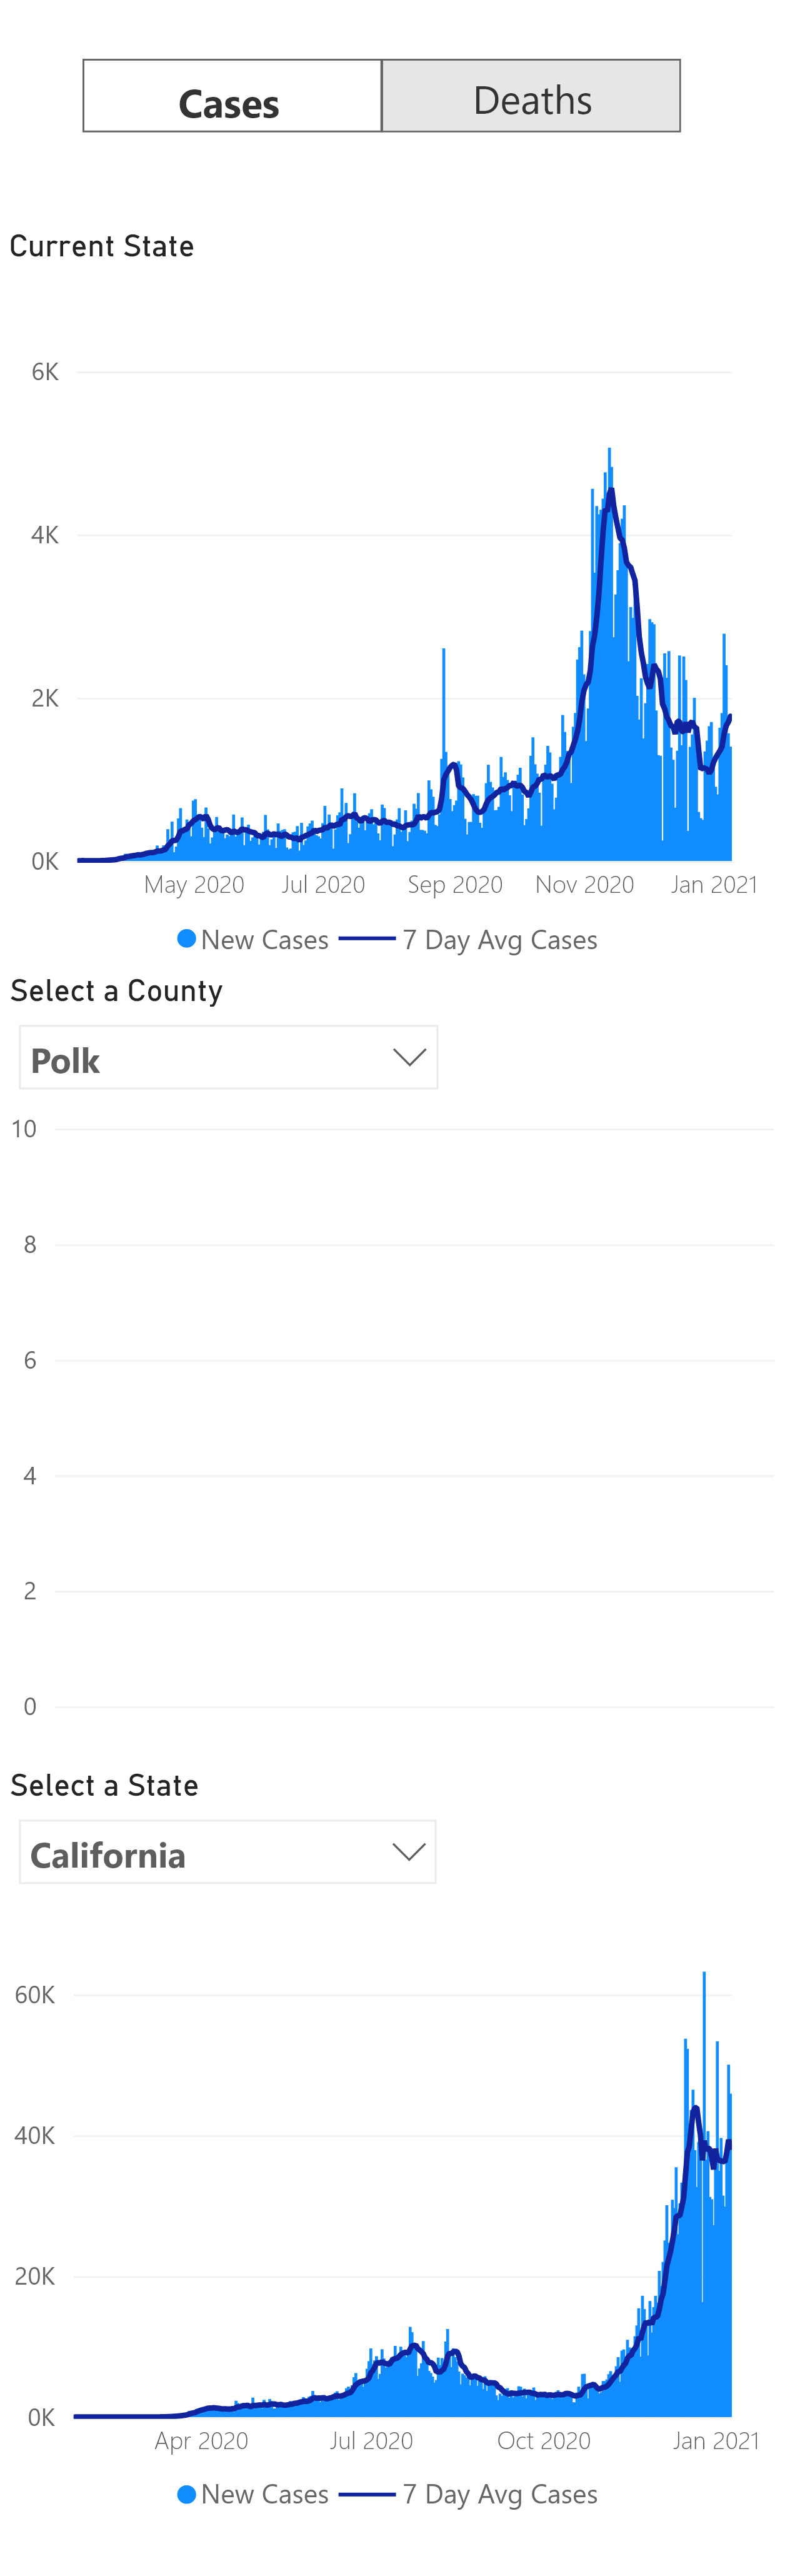 Cases Deaths
Current State
6K
4K
2K
0K
May 2020 Jul 2020 Sep 2020 Nov 2020 Jan 2021
New Cases 7 Day Avg Cases
Select a County
Polk
10
8
6
4
2
0
Select a State
California
60K
40K
20K
0K
Apr 2020 Jul 2020 Oct 2020 Jan 2021
New Cases 7 Day Avg Cases